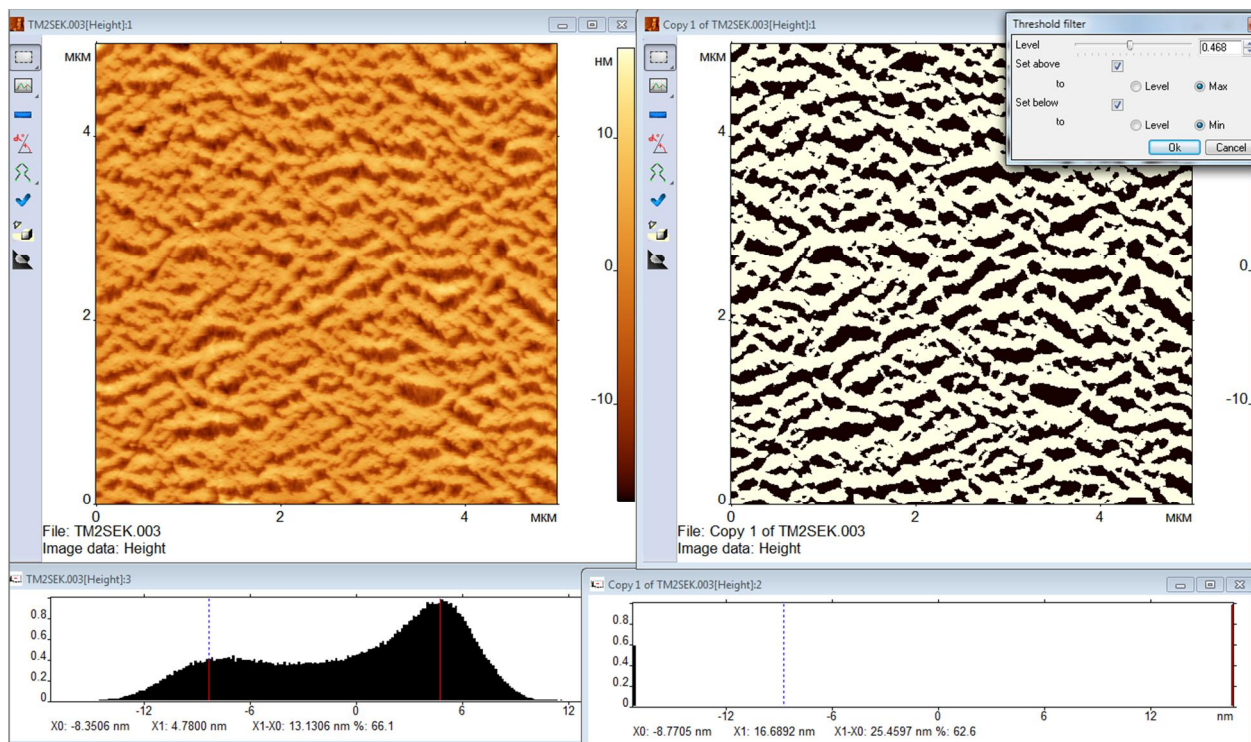 TM2SEK.003[Height]:1
МКМ
4
2
0
0
2
4
МКМ
НМ
10
0
-10
File: TM2SEK.003
Image data: Height
Copy 1 of TM2SEK.003[Height]:1
МКМ
4
2
0
0
2
4
МКМ
0
-10
File: Copy 1 of TM2SEK.003
Image data: Height
Threshold filter
Level 0.468
Set above
to Level Max
Set below
to Level Min
Ok Cancel
TM2SEK.003[Height]:3
0.8
0.6
0.4
0.2
0
-12 -6 0 6 12
X0: -8.3506 nm X1: 4.7800 nm X1-X0: 13.1306 nm %: 66.1
Copy 1 of TM2SEK.003[Height]:2
0.8
0.6
0.4
0.2
0
-12 -6 0 6 12 nm
X0: -8.7705 nm X1: 16.6892 nm X1-X0: 25.4597 nm %: 62.6